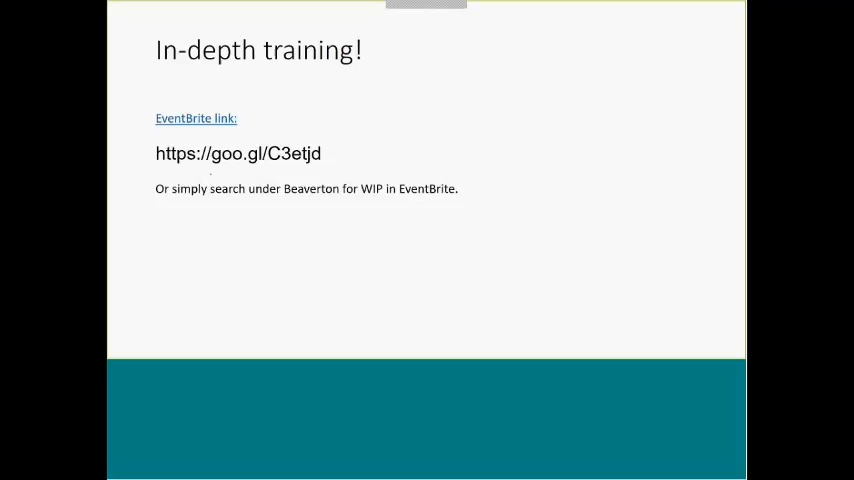 In-depth training!
EventBrite link:
https://goo.gl/C3etjd
Or simply search under Beaverton for WIP in EventBrite.